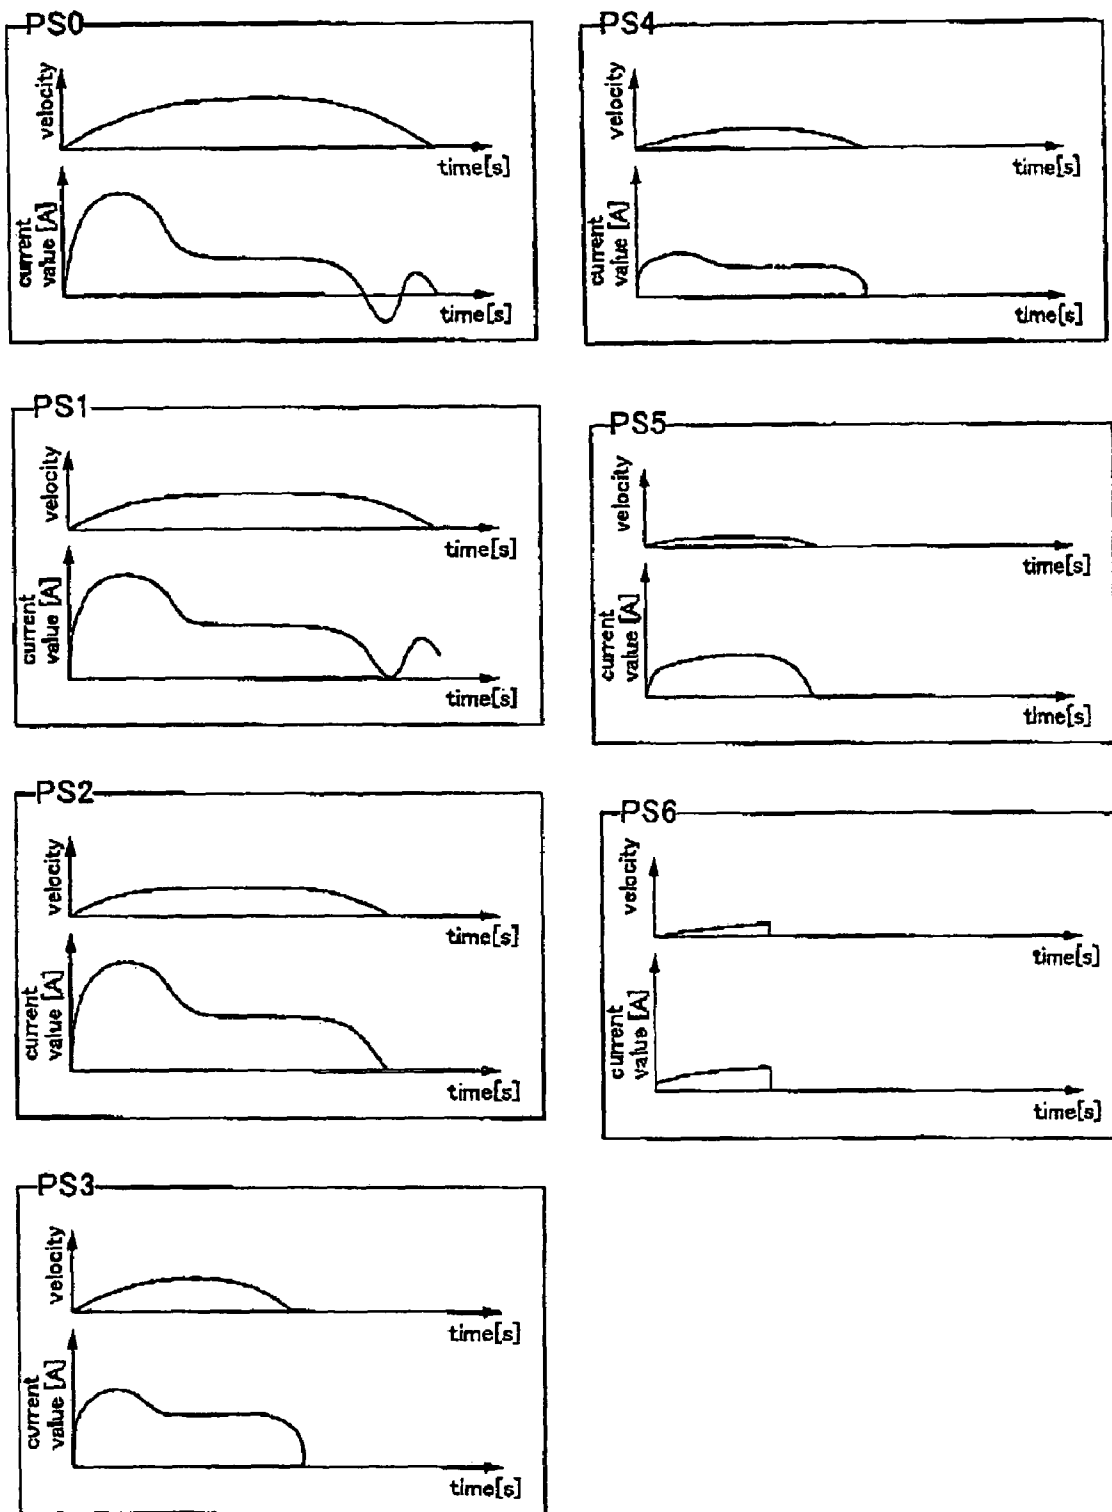 PS0
velocity
time[s]
current
value [A]
time[s]
PS1
velocity
time[s]
current
value [A]
time[s]
PS2
velocity
time[s]
current
value [A]
time[s]
PS3
velocity
time[s]
current
value [A]
time[s]
PS4
velocity
time[s]
current
value [A]
time[s]
PS5
velocity
time[s]
current
value [A]
time[s]
PS6
velocity
time[s]
current
value [A]
time[s]